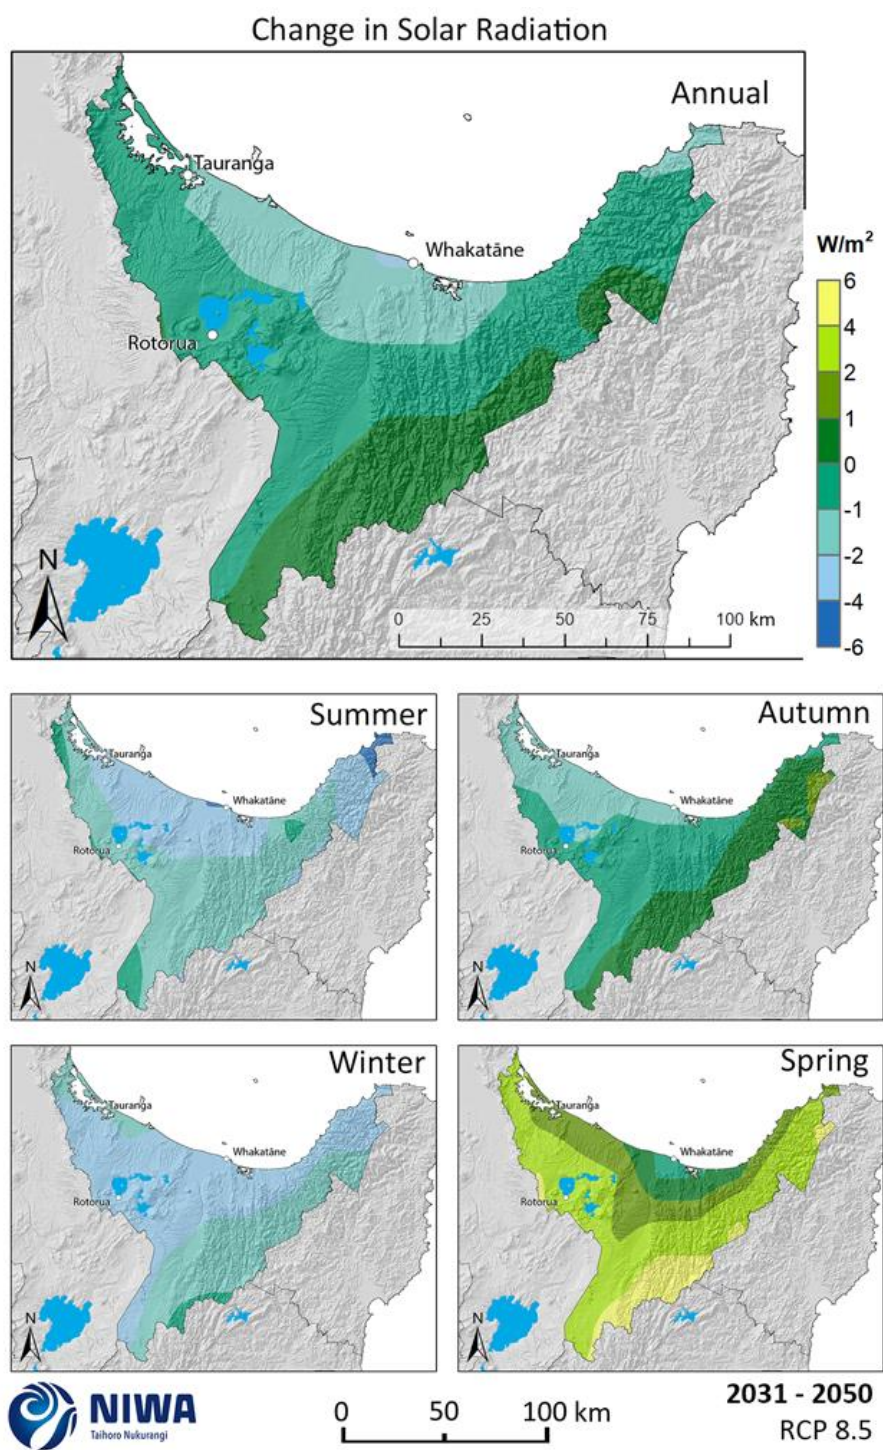 Change in Solar Radiation
Annual
Tauranga
Whakatāne
Rotorua
W/m²
6
4
2
1
0
-1
-2
-4
-6
N
0 25 50 75 100 km
Summer
Tauranga
Whakatāne
Rotorua
N
Autumn
Tauranga
Whakatāne
Rotorua
N
Winter
Tauranga
Whakatāne
Rotorua
N
Spring
Tauranga
Whakatāne
Rotorua
N
NIWA
Taihoro Nukurangi
0 50 100 km
2031 - 2050
RCP 8.5